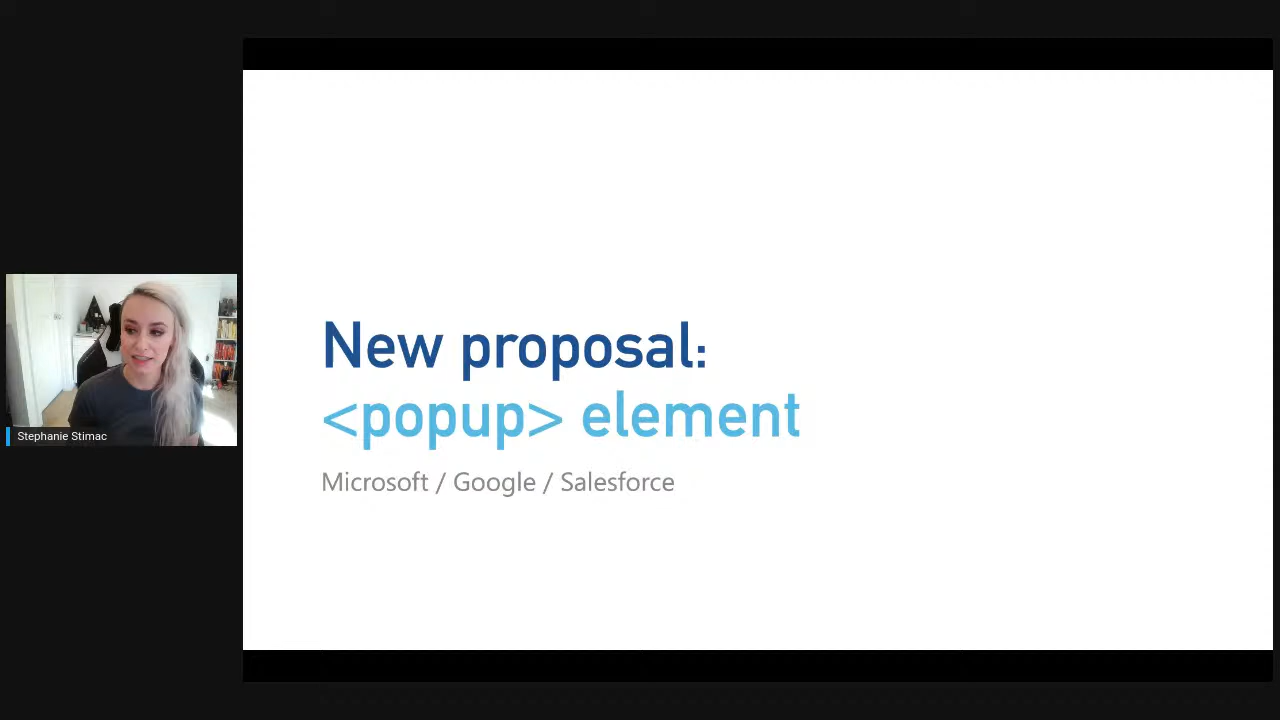 New proposal:
<popup> element
Microsoft / Google / Salesforce
Stephanie Stimac